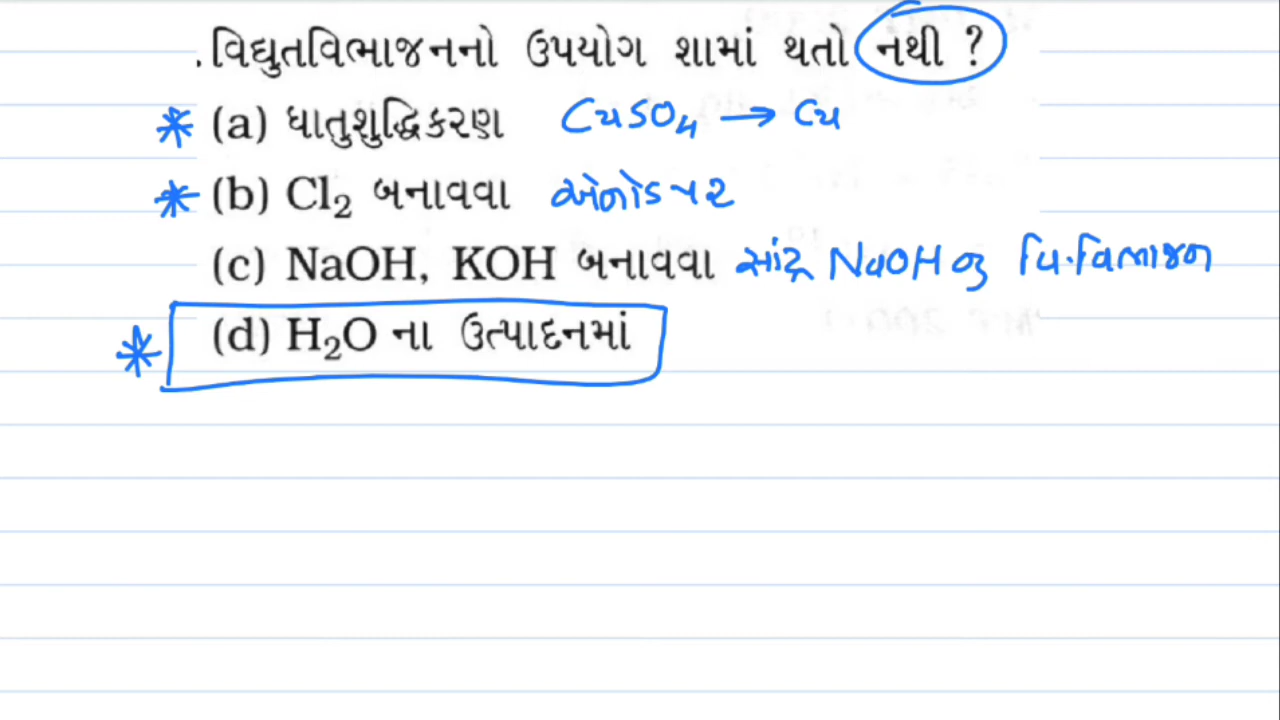 . વિદ્યુતવિભાજનનો ઉપયોગ શામાં થતો નથી ?
* (a) ધાતુશુદ્ધિકરણ CuSO₄ → Cu
* (b) Cl₂ બનાવવા એનોડ પર
(c) NaOH, KOH બનાવવા સાંદ્ર NaOH નુ વિ.વિભાજન
* (d) H₂O ના ઉત્પાદનમાં